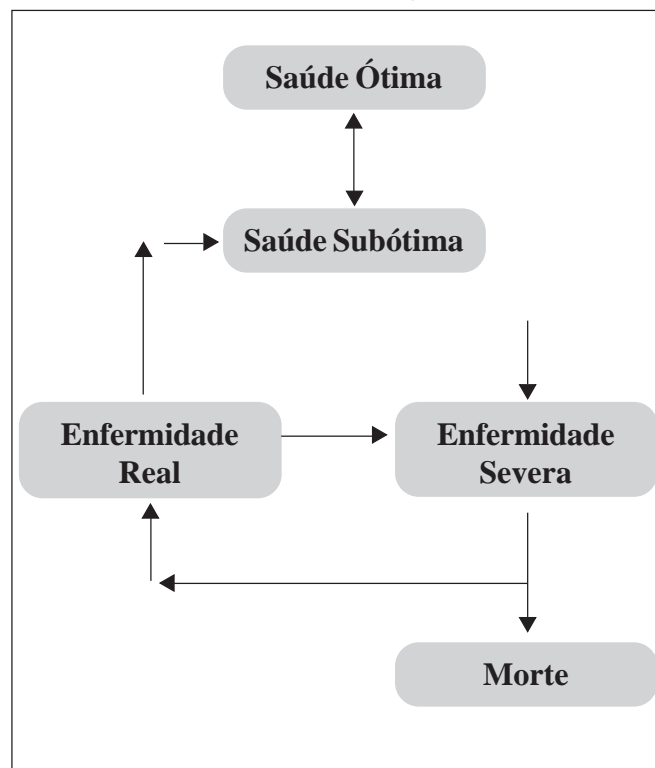 Saúde Ótima
Saúde Subótima
Enfermidade
Real
Enfermidade
Severa
Morte